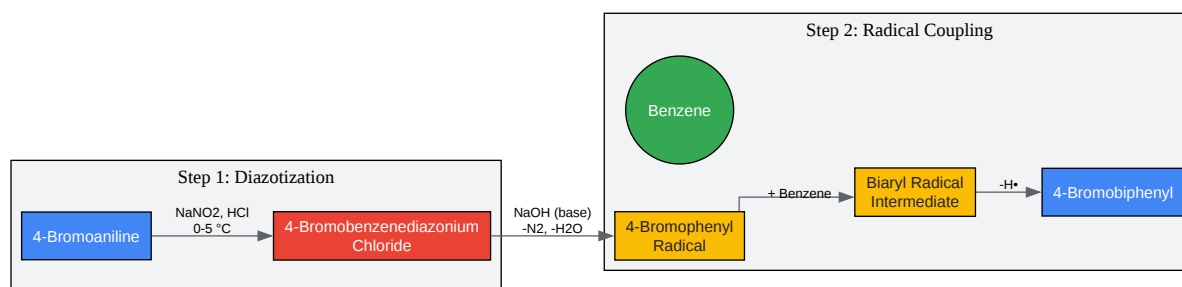 Step 1: Diazotization
4-Bromoaniline
NaNO2, HCl
0-5 °C
4-Bromobenzenediazonium
Chloride
NaOH (base)
-N2, -H2O
Step 2: Radical Coupling
Benzene
4-Bromophenyl
Radical
+ Benzene
Biaryl Radical
Intermediate
-H•
4-Bromobiphenyl